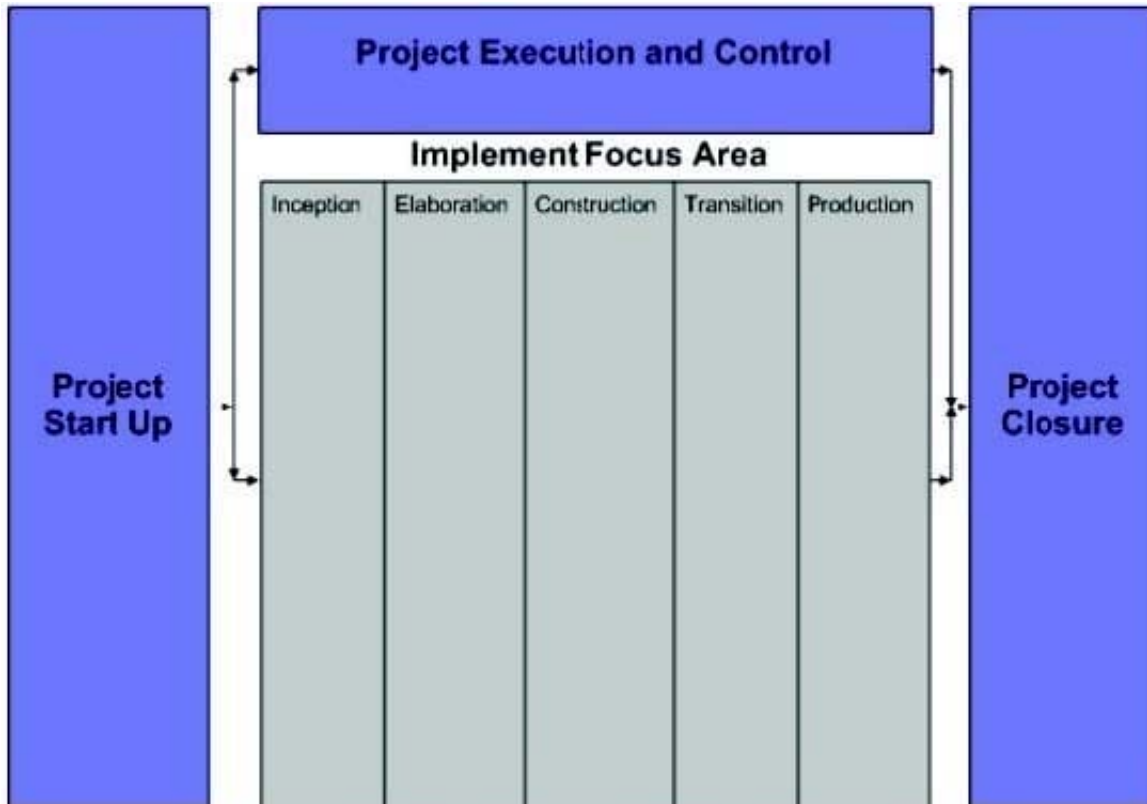 Project Execution and Control
Implement Focus Area
Inception
Elaboration
Construction
Transition
Production
Project
Start Up
Project
Closure